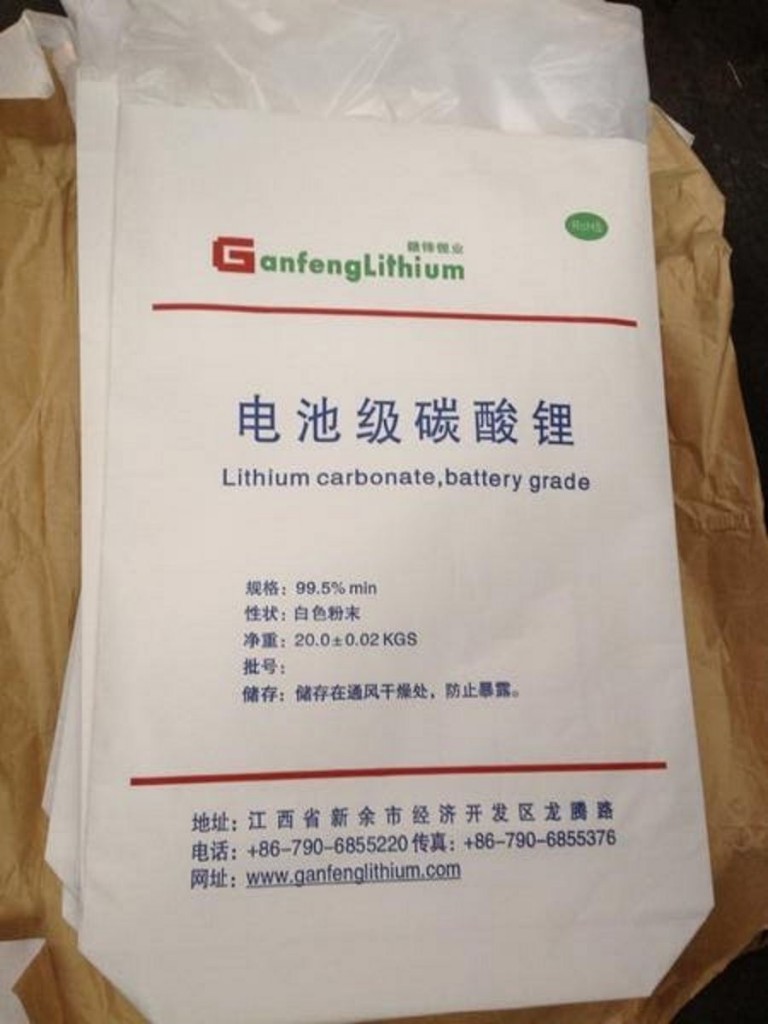 RoHS
赣锋锂业
GanfengLithium
电池级碳酸锂
Lithium carbonate,battery grade
规格：99.5% min
性状：白色粉末
净重：20.0±0.02 KGS
批号：
储存：储存在通风干燥处，防止暴露。
地址：江西省新余市经济开发区龙腾路
电话：+86-790-6855220 传真：+86-790-6855376
网址：www.ganfenglithium.com